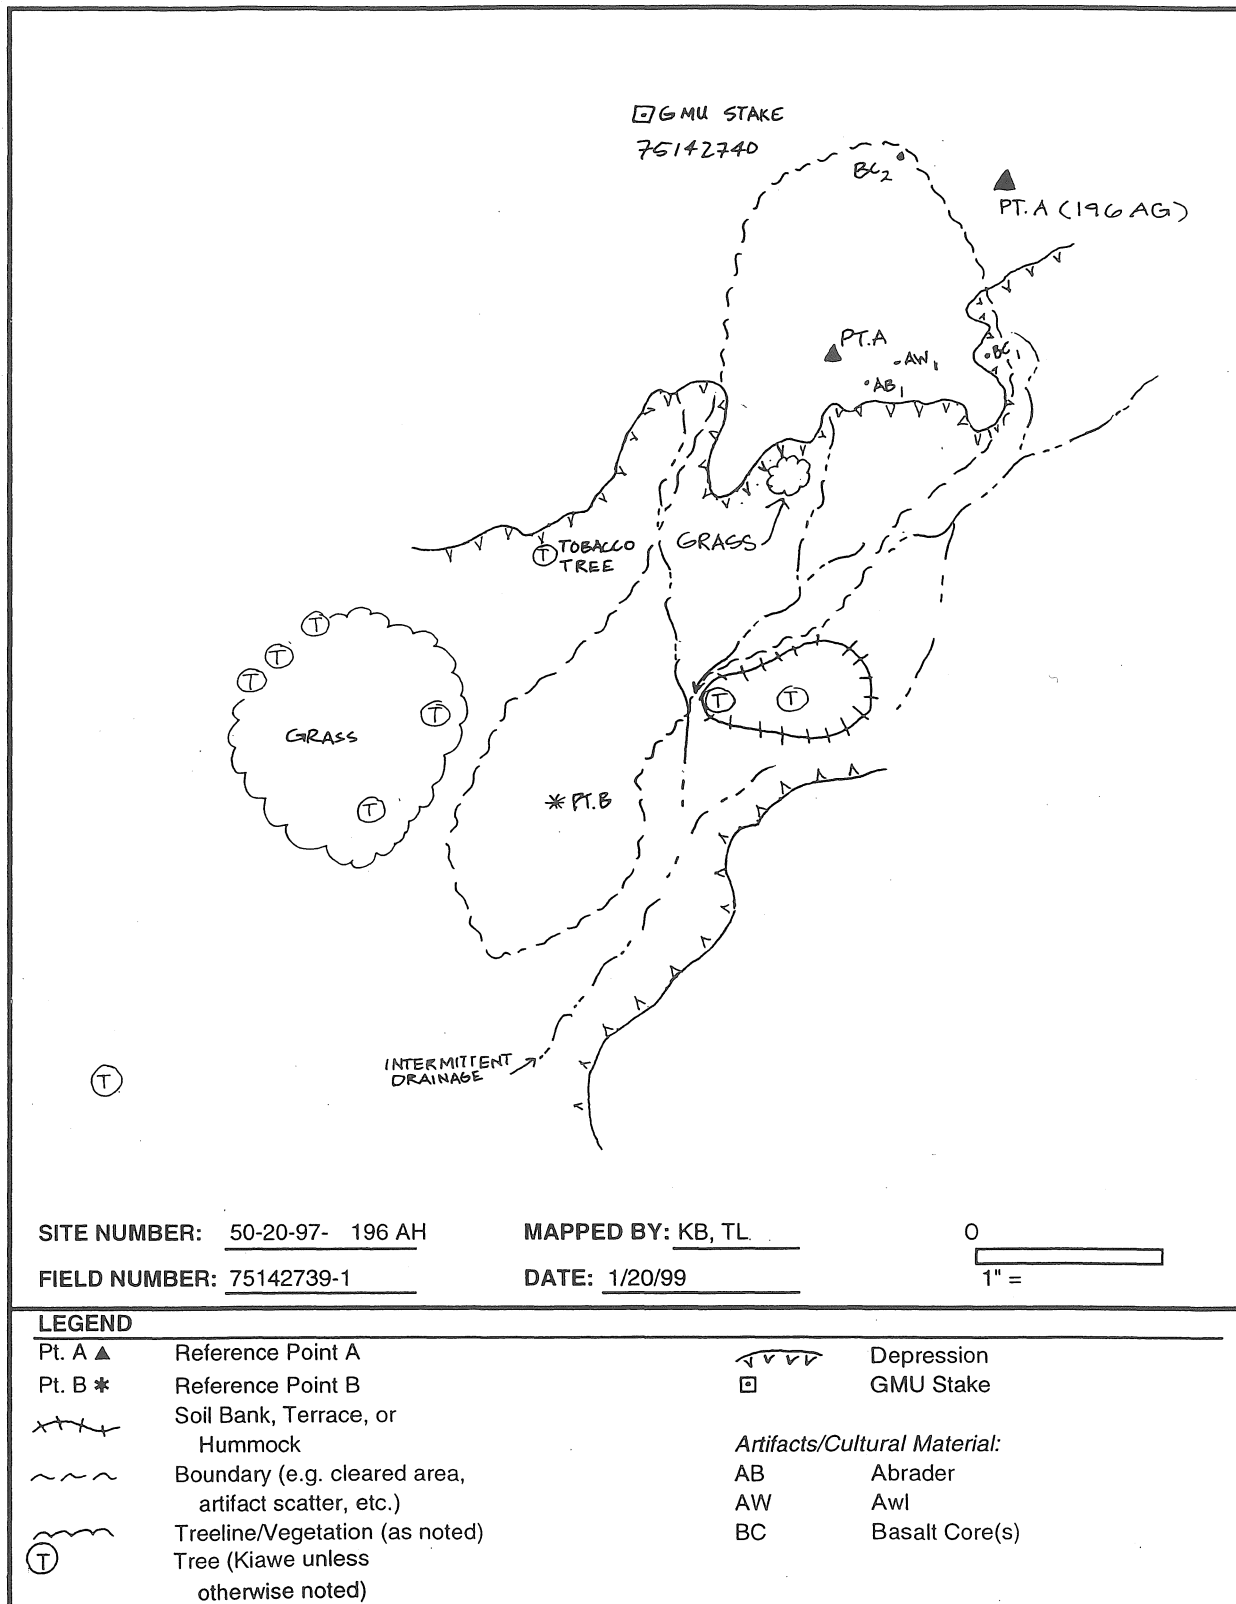 GMU STAKE
75142740
BC2
PT. A (196 AG)
PT. A
AW1
BC1
AB1
GRASS
T TOBACCO
TREE
T
T
T
T
T
T
T
GRASS
PT. B
INTERMITTENT
DRAINAGE
T
SITE NUMBER: 50-20-97- 196 AH
MAPPED BY: KB, TL
0
FIELD NUMBER: 75142739-1
DATE: 1/20/99
1" =
LEGEND
Pt. A Reference Point A
Pt. B Reference Point B
Soil Bank, Terrace, or
Hummock
Boundary (e.g. cleared area,
artifact scatter, etc.)
Treeline/Vegetation (as noted)
T Tree (Kiawe unless
otherwise noted)
Depression
GMU Stake
Artifacts/Cultural Material:
AB Abrader
AW Awl
BC Basalt Core(s)